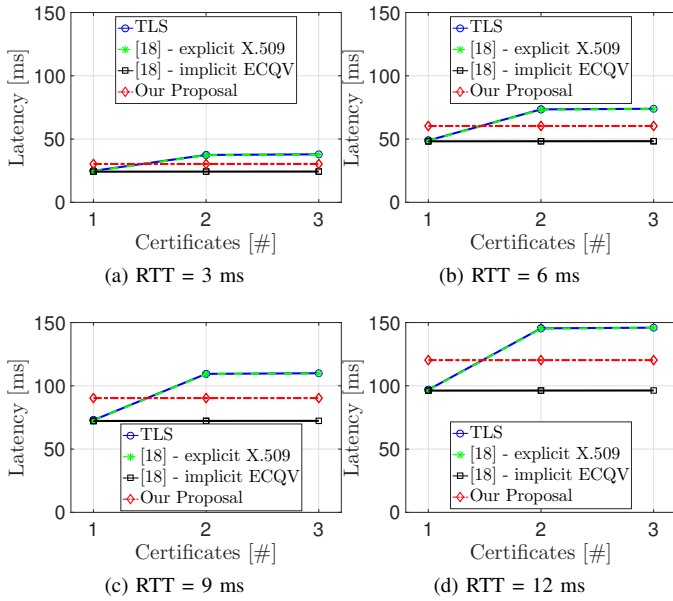 150
100
50
0
Latency [ms]
TLS
[18] - explicit X.509
[18] - implicit ECQV
Our Proposal
1 2 3
Certificates [#]
(a) RTT = 3 ms
150
100
50
0
Latency [ms]
TLS
[18] - explicit X.509
[18] - implicit ECQV
Our Proposal
1 2 3
Certificates [#]
(b) RTT = 6 ms
150
100
50
0
Latency [ms]
TLS
[18] - explicit X.509
[18] - implicit ECQV
Our Proposal
1 2 3
Certificates [#]
(c) RTT = 9 ms
150
100
50
0
Latency [ms]
TLS
[18] - explicit X.509
[18] - implicit ECQV
Our Proposal
1 2 3
Certificates [#]
(d) RTT = 12 ms